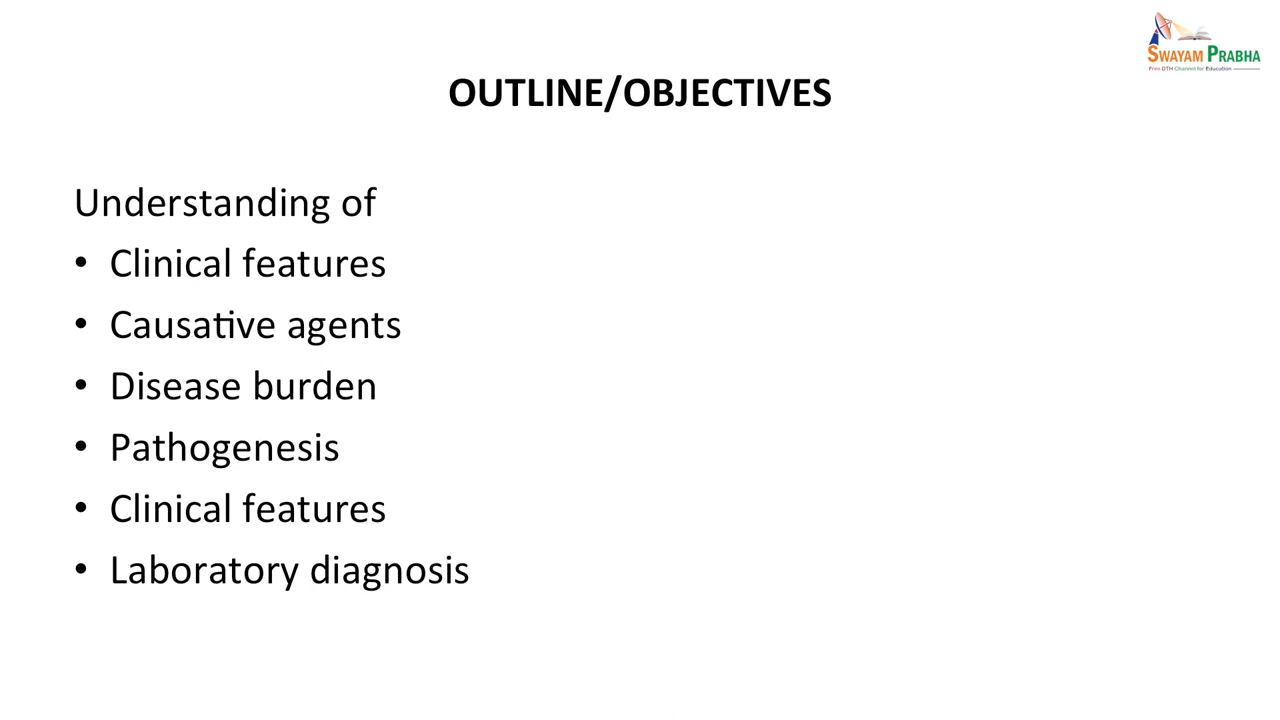 SWAYAM PRABHA
Free DTH Channel for Education
OUTLINE/OBJECTIVES
Understanding of
• Clinical features
• Causative agents
• Disease burden
• Pathogenesis
• Clinical features
• Laboratory diagnosis